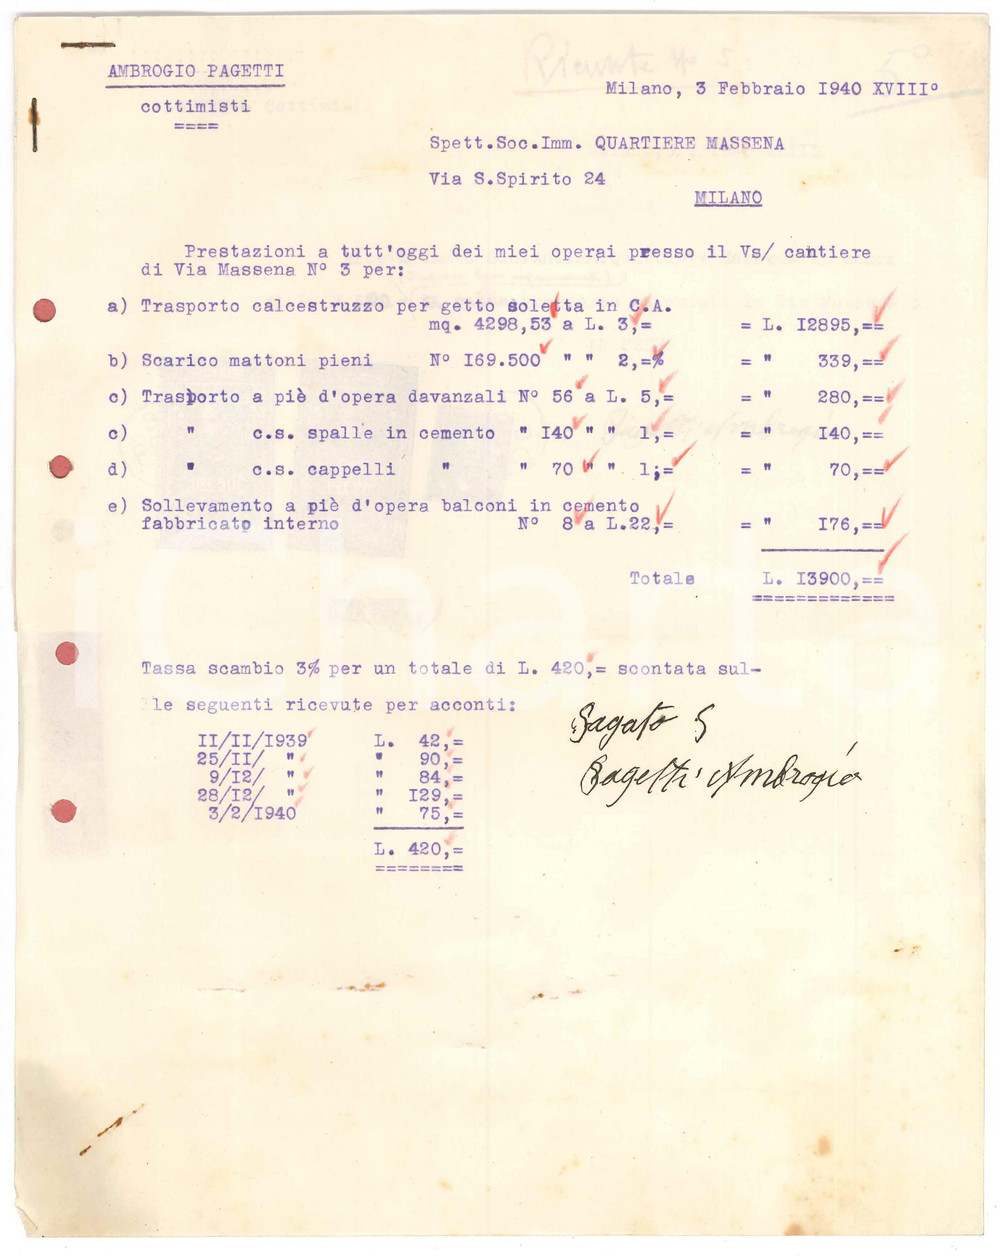 AMBROGIO PAGETTI
cottimisti
====
Milano, 3 Febbraio I940 XVIII°
Spett.Soc.Imm. QUARTIERE MASSENA
Via S.Spirito 24
MILANO
Prestazioni a tutt'oggi dei miei operai presso il Vs/ cantiere
di Via Massena N° 3 per:
a) Trasporto calcestruzzo per getto soletta in C.A.
mq. 4298,53 a L. 3,= = L. I2895,==
b) Scarico mattoni pieni N° I69.500 " " 2,=% = " 339,==
c) Trasporto a piè d'opera davanzali N° 56 a L. 5,= = " 280,==
c) " c.s. spalle in cemento " I40 " " 1,= = " I40,==
d) " c.s. cappelli " " 70 " " 1;= = " 70,==
e) Sollevamento a piè d'opera balconi in cemento
fabbricato interno N° 8 a L.22,= = " I76,==
Totale L. I3900,==
=============
Tassa scambio 3% per un totale di L. 420,= scontata sul-
le seguenti ricevute per acconti:
II/II/I939 L. 42,=
25/II/ " " 90,=
9/I2/ " " 84,=
28/I2/ " " I29,=
3/2/I940 " 75,=
L. 420,=
========
Pagato S
Pagetti Ambrogio
iCharta